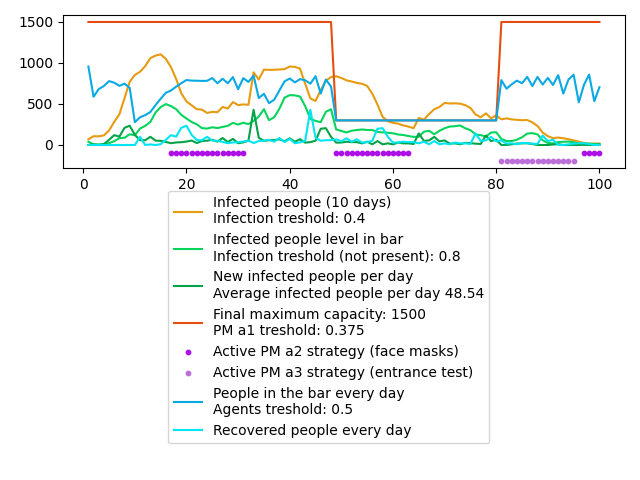 1500
1000
500
0
0 20 40 60 80 100
Infected people (10 days)
Infection treshold: 0.4
Infected people level in bar
Infection treshold (not present): 0.8
New infected people per day
Average infected people per day 48.54
Final maximum capacity: 1500
PM a1 treshold: 0.375
Active PM a2 strategy (face masks)
Active PM a3 strategy (entrance test)
People in the bar every day
Agents treshold: 0.5
Recovered people every day